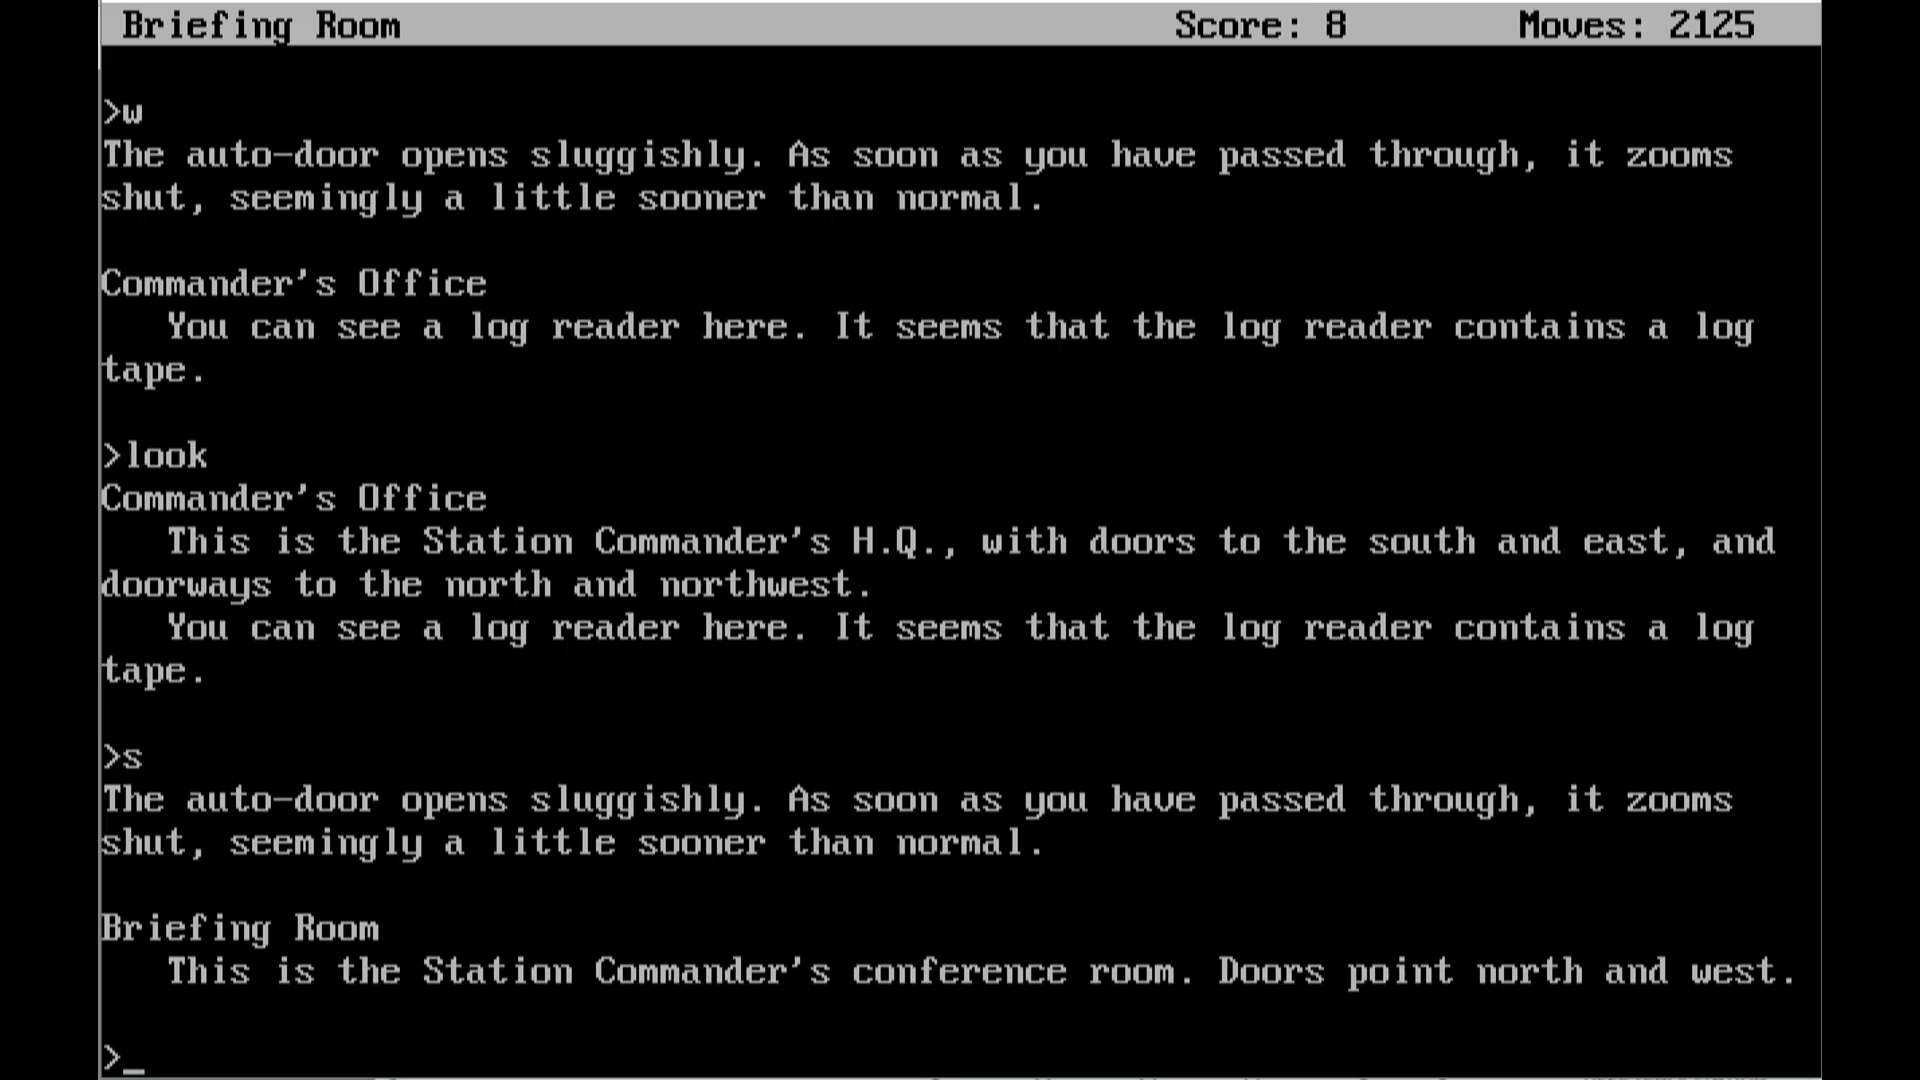 Briefing Room Score: 8 Moves: 2125
>w
The auto-door opens sluggishly. As soon as you have passed through, it zooms
shut, seemingly a little sooner than normal.
Commander's Office
You can see a log reader here. It seems that the log reader contains a log
tape.
>look
Commander's Office
This is the Station Commander's H.Q., with doors to the south and east, and
doorways to the north and northwest.
You can see a log reader here. It seems that the log reader contains a log
tape.
>s
The auto-door opens sluggishly. As soon as you have passed through, it zooms
shut, seemingly a little sooner than normal.
Briefing Room
This is the Station Commander's conference room. Doors point north and west.
>_